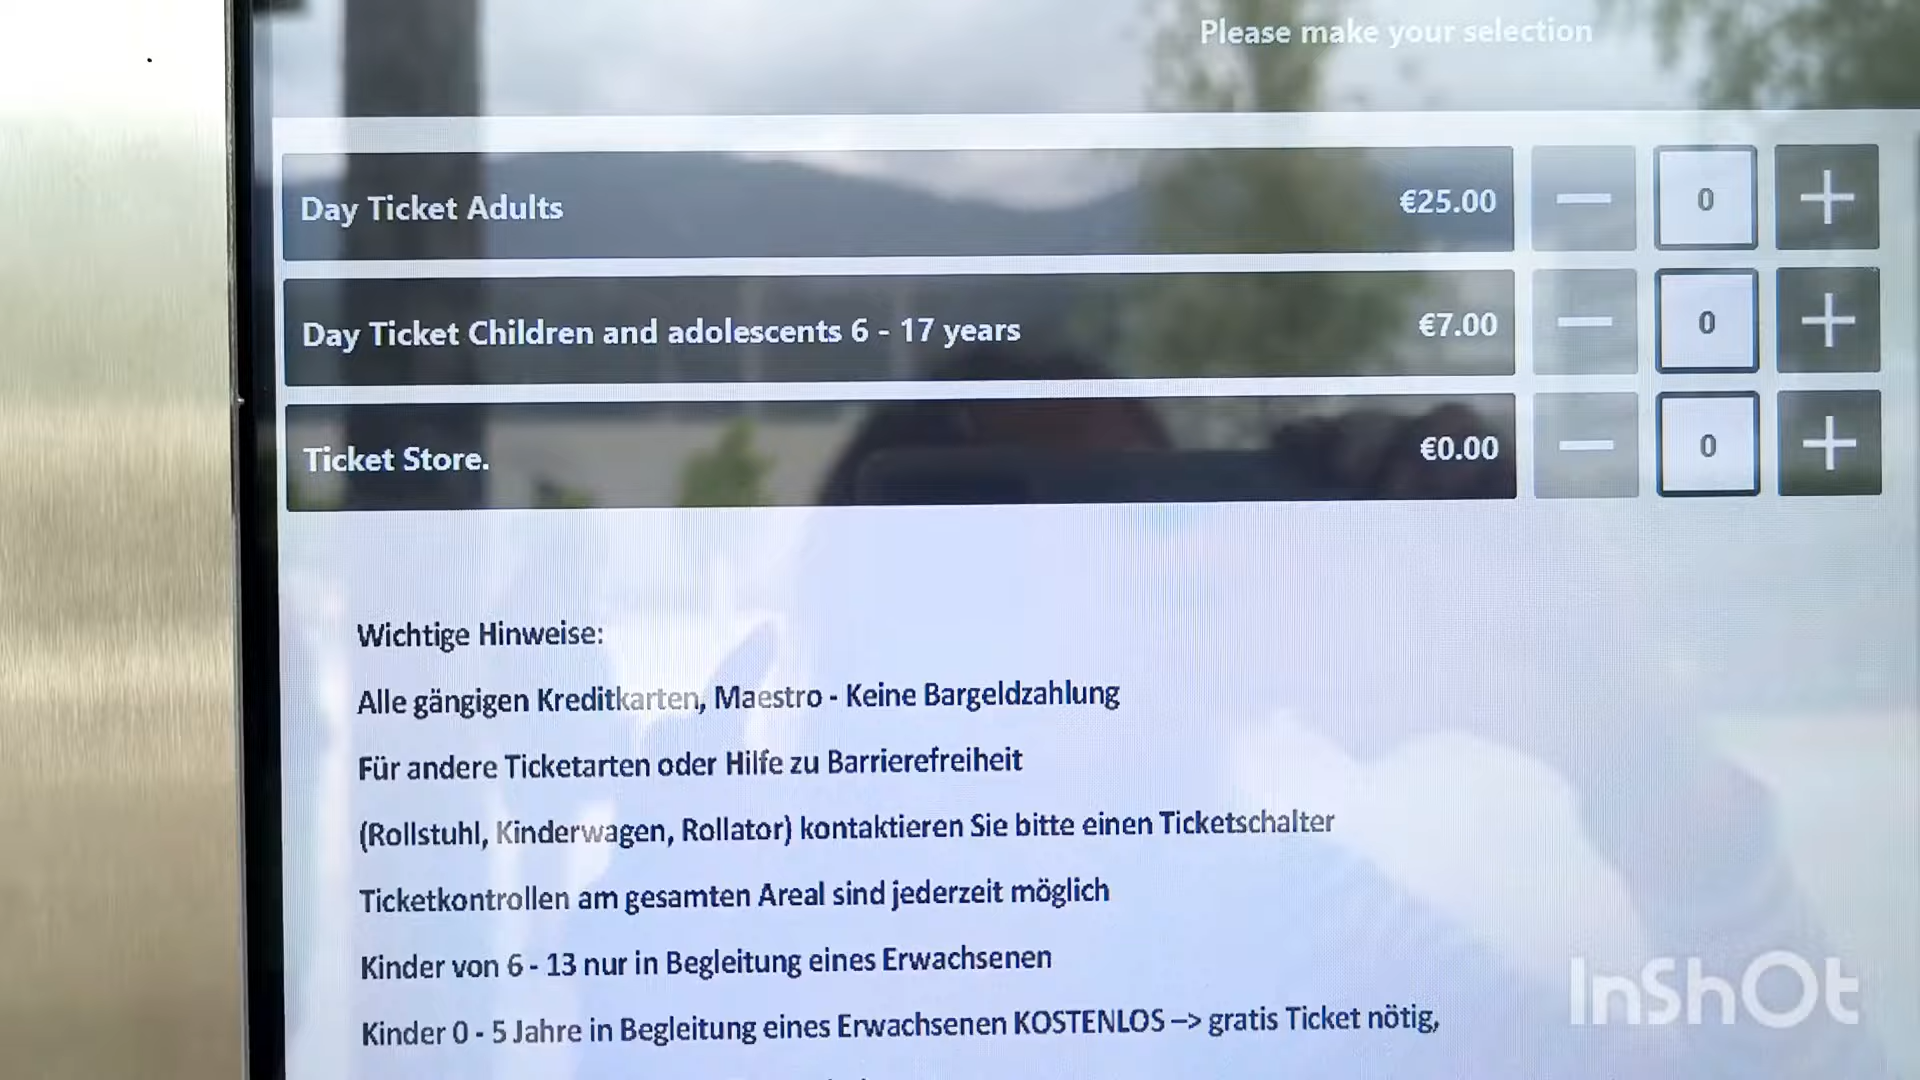 Please make your selection
Day Ticket Adults €25.00 0
Day Ticket Children and adolescents 6 - 17 years €7.00 0
Ticket Store. €0.00 0
Wichtige Hinweise:
Alle gängigen Kreditkarten, Maestro - Keine Bargeldzahlung
Für andere Ticketarten oder Hilfe zu Barrierefreiheit
(Rollstuhl, Kinderwagen, Rollator) kontaktieren Sie bitte einen Ticketschalter
Ticketkontrollen am gesamten Areal sind jederzeit möglich
Kinder von 6 - 13 nur in Begleitung eines Erwachsenen
Kinder 0 - 5 Jahre in Begleitung eines Erwachsenen KOSTENLOS --> gratis Ticket nötig,
InShOt